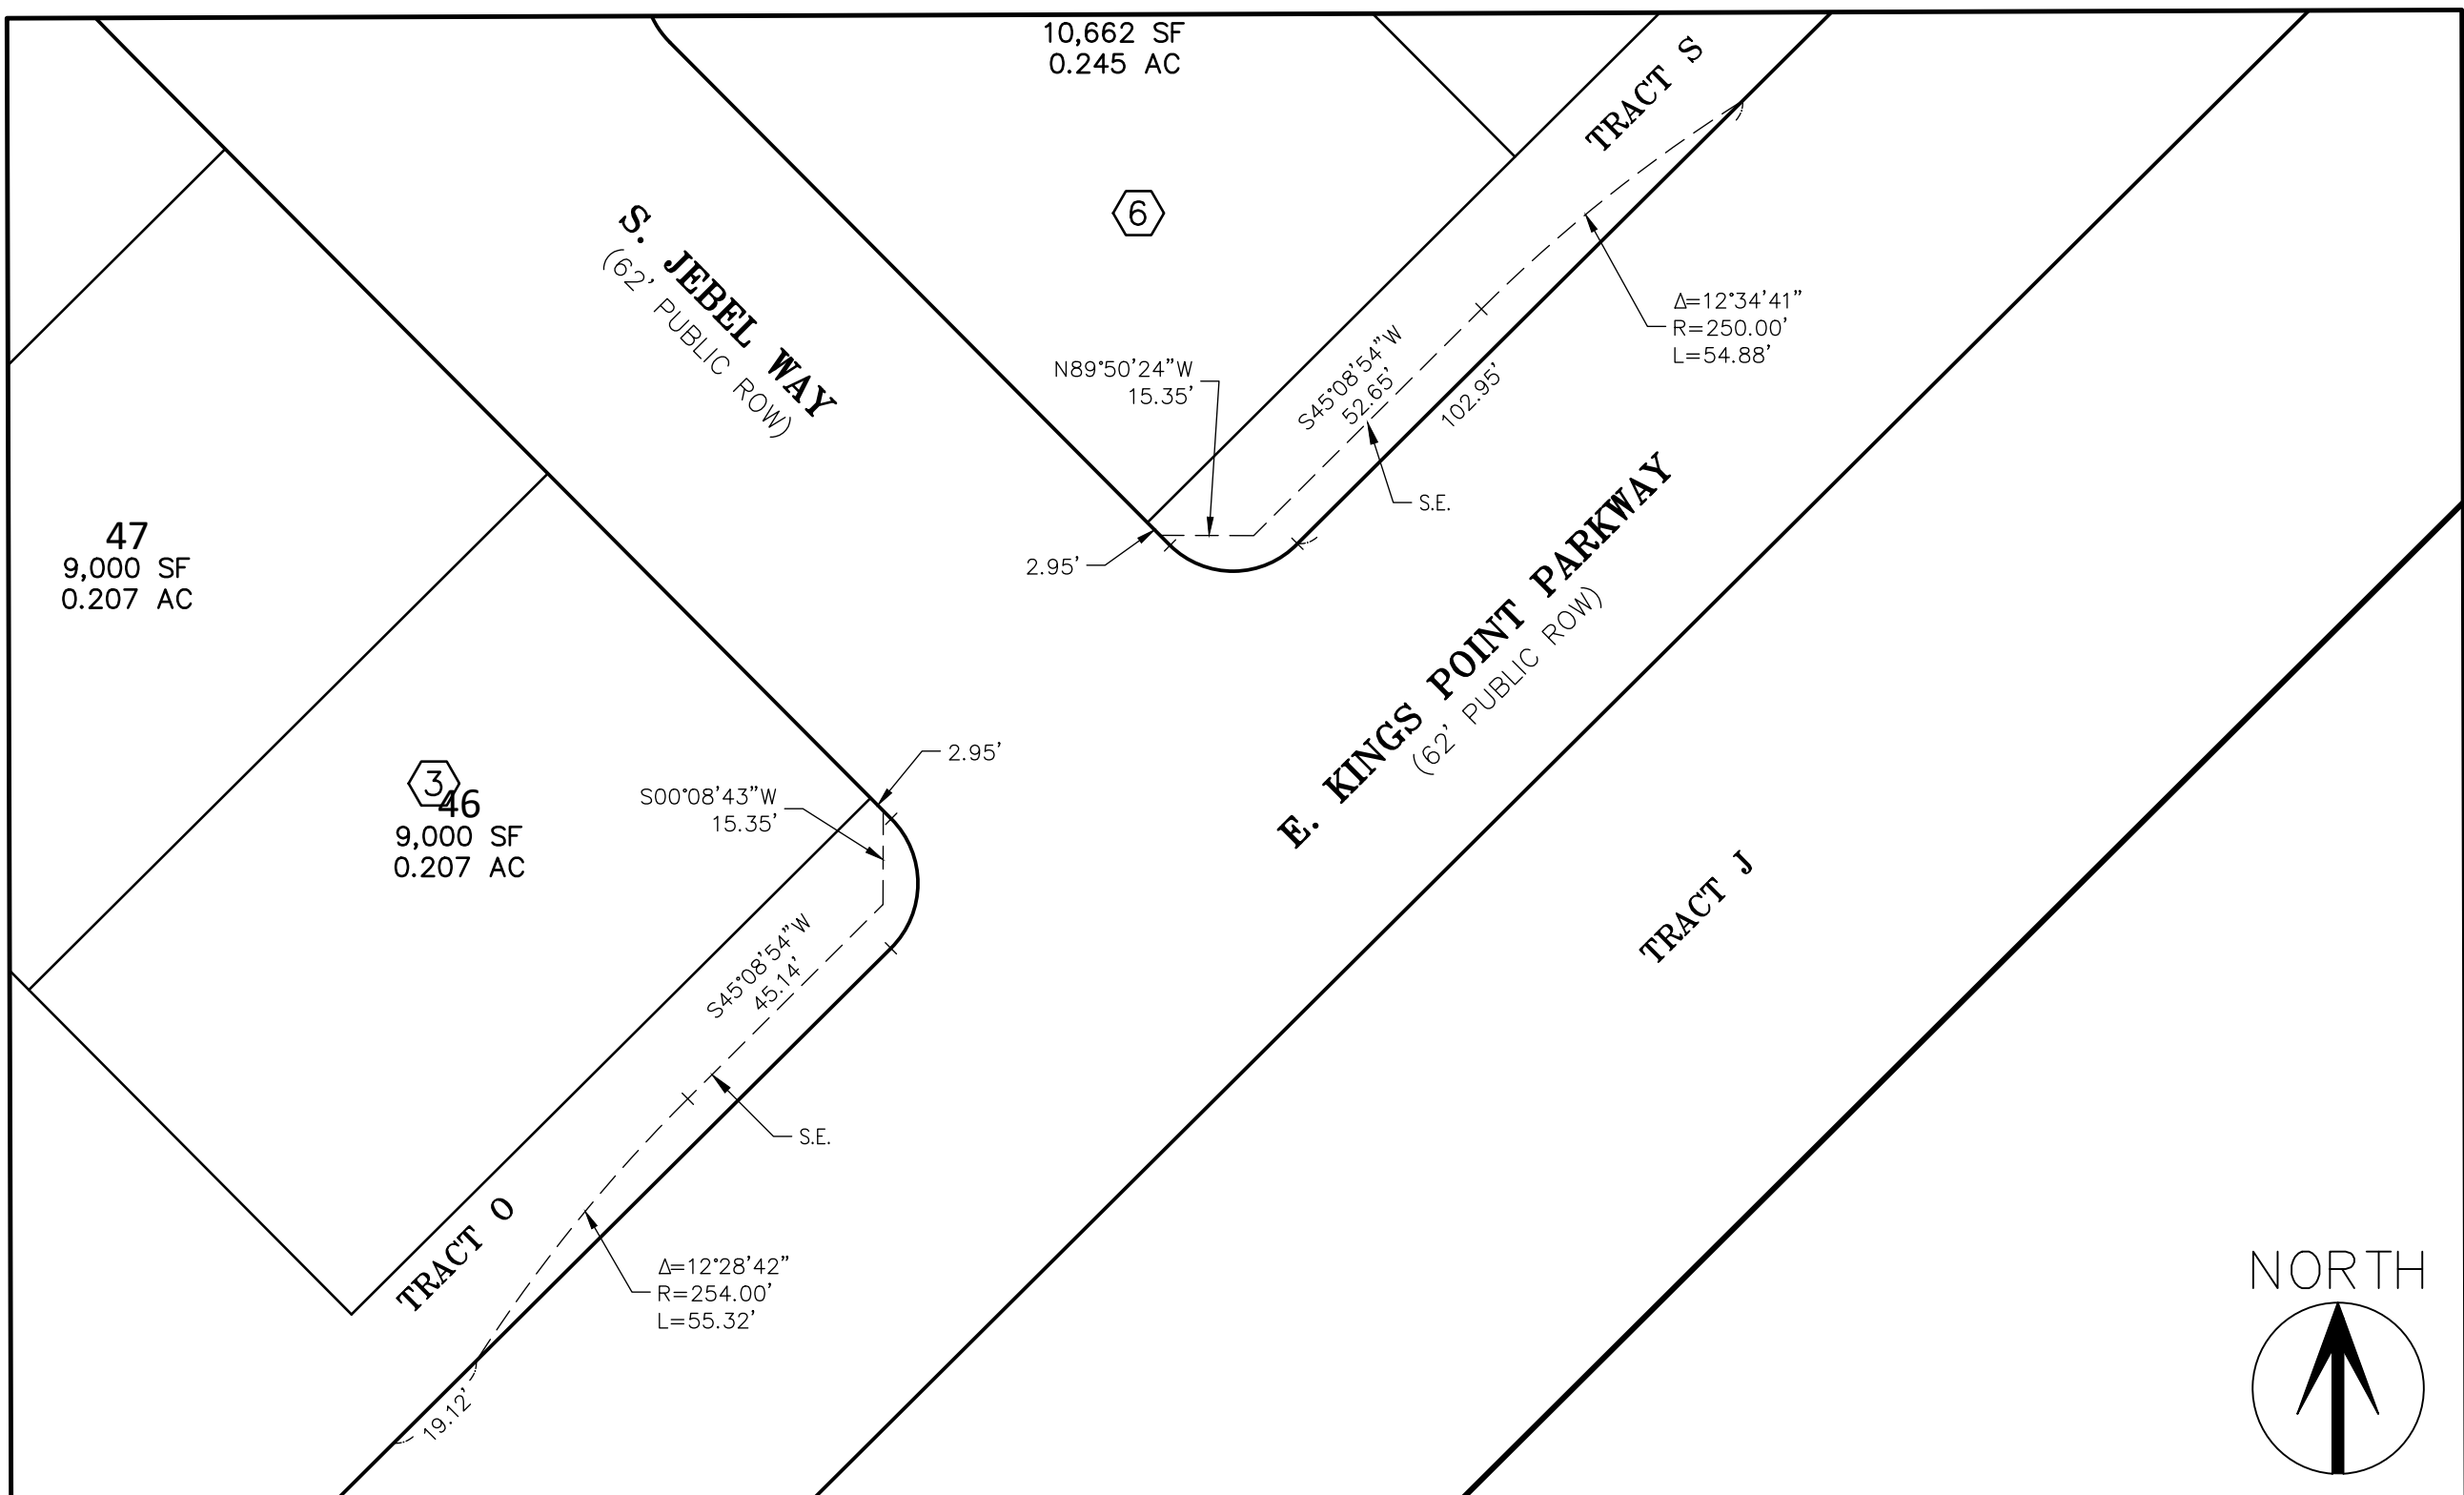 10,662 SF
0.245 AC
TRACT S
6
S. JEBEL WAY
(62' PUBLIC ROW)
Δ=12°34'41"
R=250.00'
L=54.88'
N89°50'24"W
15.35'
S45°08'54"W
52.65'
102.95'
S.E.
2.95'
47
9,000 SF
0.207 AC
E. KINGS POINT PARKWAY
(62' PUBLIC ROW)
2.95'
S00°08'43"W
15.35'
3
46
9,000 SF
0.207 AC
TRACT J
S45°08'54"W
45.14'
S.E.
TRACT O
Δ=12°28'42"
R=254.00'
L=55.32'
19.12'
NORTH